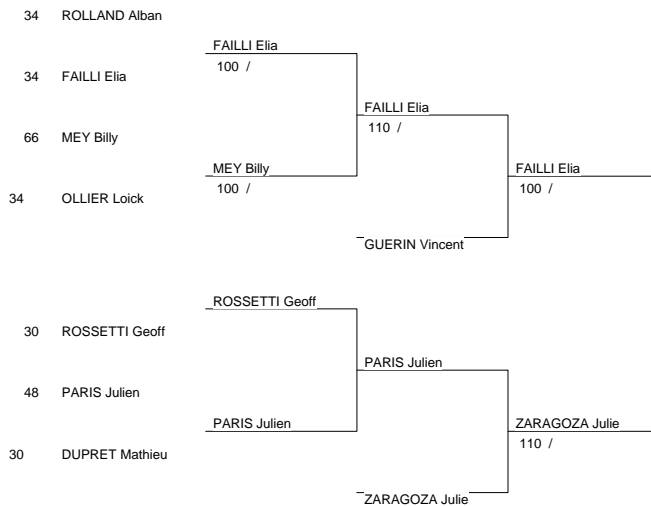 34 ROLLAND Alban
FAILLI Elia
100 /
34 FAILLI Elia
FAILLI Elia
110 /
66 MEY Billy
MEY Billy
100 /
FAILLI Elia
100 /
34 OLLIER Loick
GUERIN Vincent
ROSSETTI Geoff
30 ROSSETTI Geoff
PARIS Julien
48 PARIS Julien
PARIS Julien
ZARAGOZA Julie
110 /
30 DUPRET Mathieu
ZARAGOZA Julie